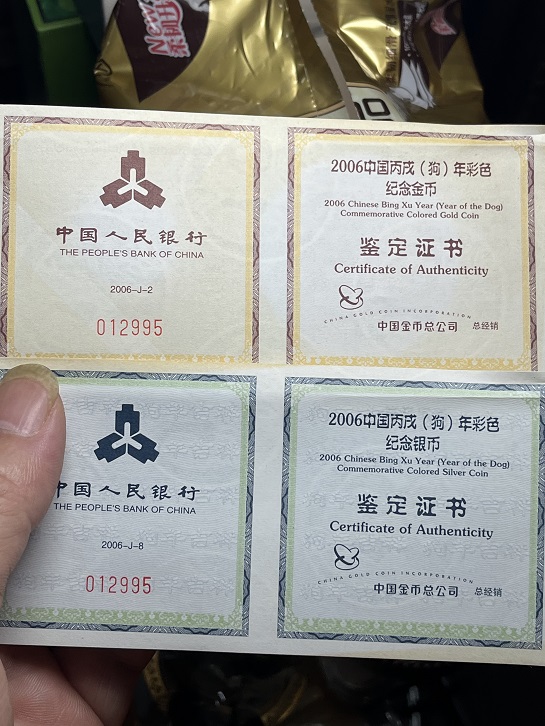 中国人民银行
THE PEOPLE'S BANK OF CHINA
2006-J-2
012995
2006中国丙戌（狗）年彩色
纪念金币
2006 Chinese Bing Xu Year (Year of the Dog)
Commemorative Colored Gold Coin
鉴定证书
Certificate of Authenticity
CHINA GOLD COIN INCORPORATION
中国金币总公司 总经销
中国人民银行
THE PEOPLE'S BANK OF CHINA
2006-J-8
012995
2006中国丙戌（狗）年彩色
纪念银币
2006 Chinese Bing Xu Year (Year of the Dog)
Commemorative Colored Silver Coin
鉴定证书
Certificate of Authenticity
CHINA GOLD COIN INCORPORATION
中国金币总公司 总经销